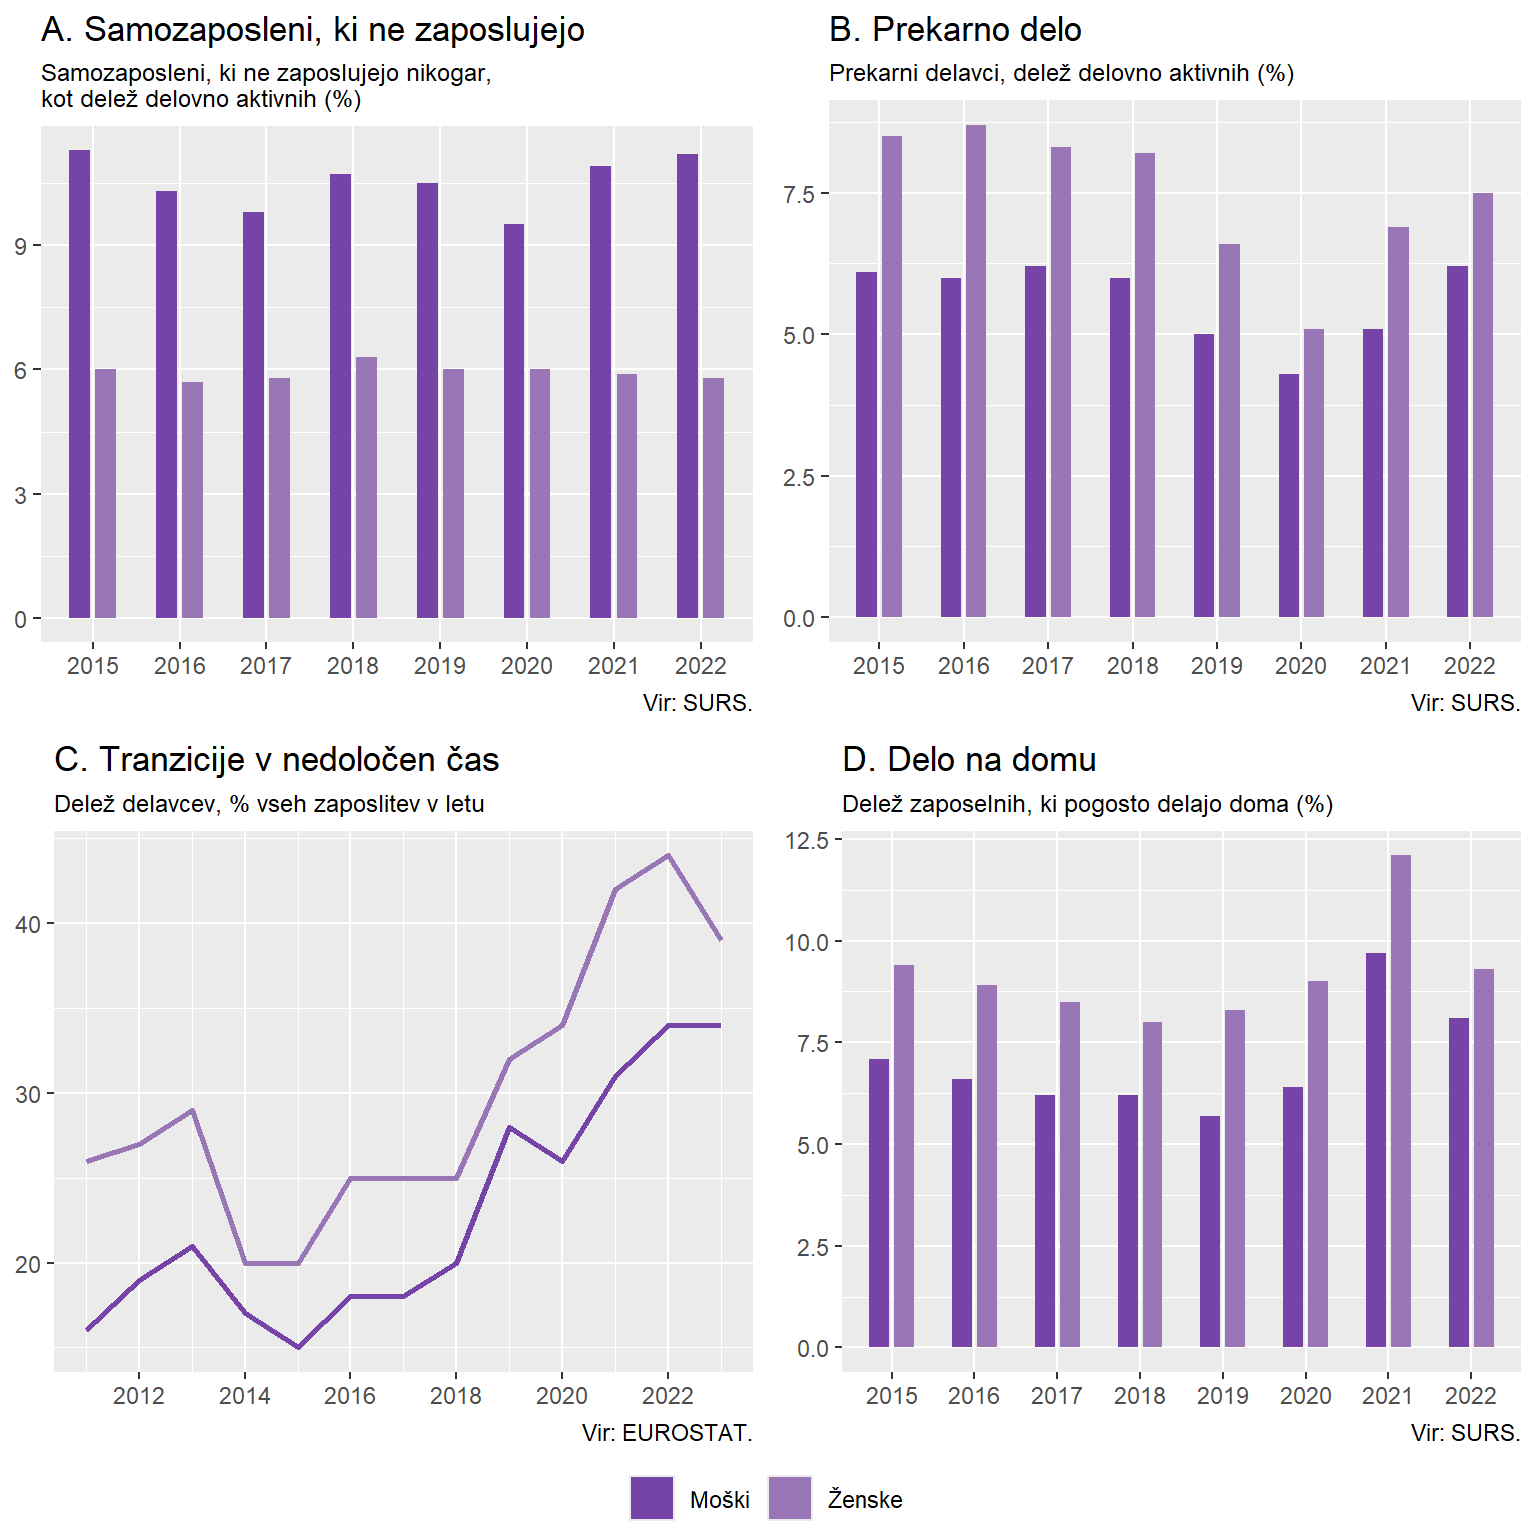 A. Samozaposleni, ki ne zaposlujejo
Samozaposleni, ki ne zaposlujejo nikogar,
kot delež delovno aktivnih (%)
9
6
3
0
2015 2016 2017 2018 2019 2020 2021 2022
Vir: SURS.
B. Prekarno delo
Prekarni delavci, delež delovno aktivnih (%)
7.5
5.0
2.5
0.0
2015 2016 2017 2018 2019 2020 2021 2022
Vir: SURS.
C. Tranzicije v nedoločen čas
Delež delavcev, % vseh zaposlitev v letu
40
30
20
2012 2014 2016 2018 2020 2022
Vir: EUROSTAT.
D. Delo na domu
Delež zaposelnih, ki pogosto delajo doma (%)
12.5
10.0
7.5
5.0
2.5
0.0
2015 2016 2017 2018 2019 2020 2021 2022
Vir: SURS.
Moški Ženske